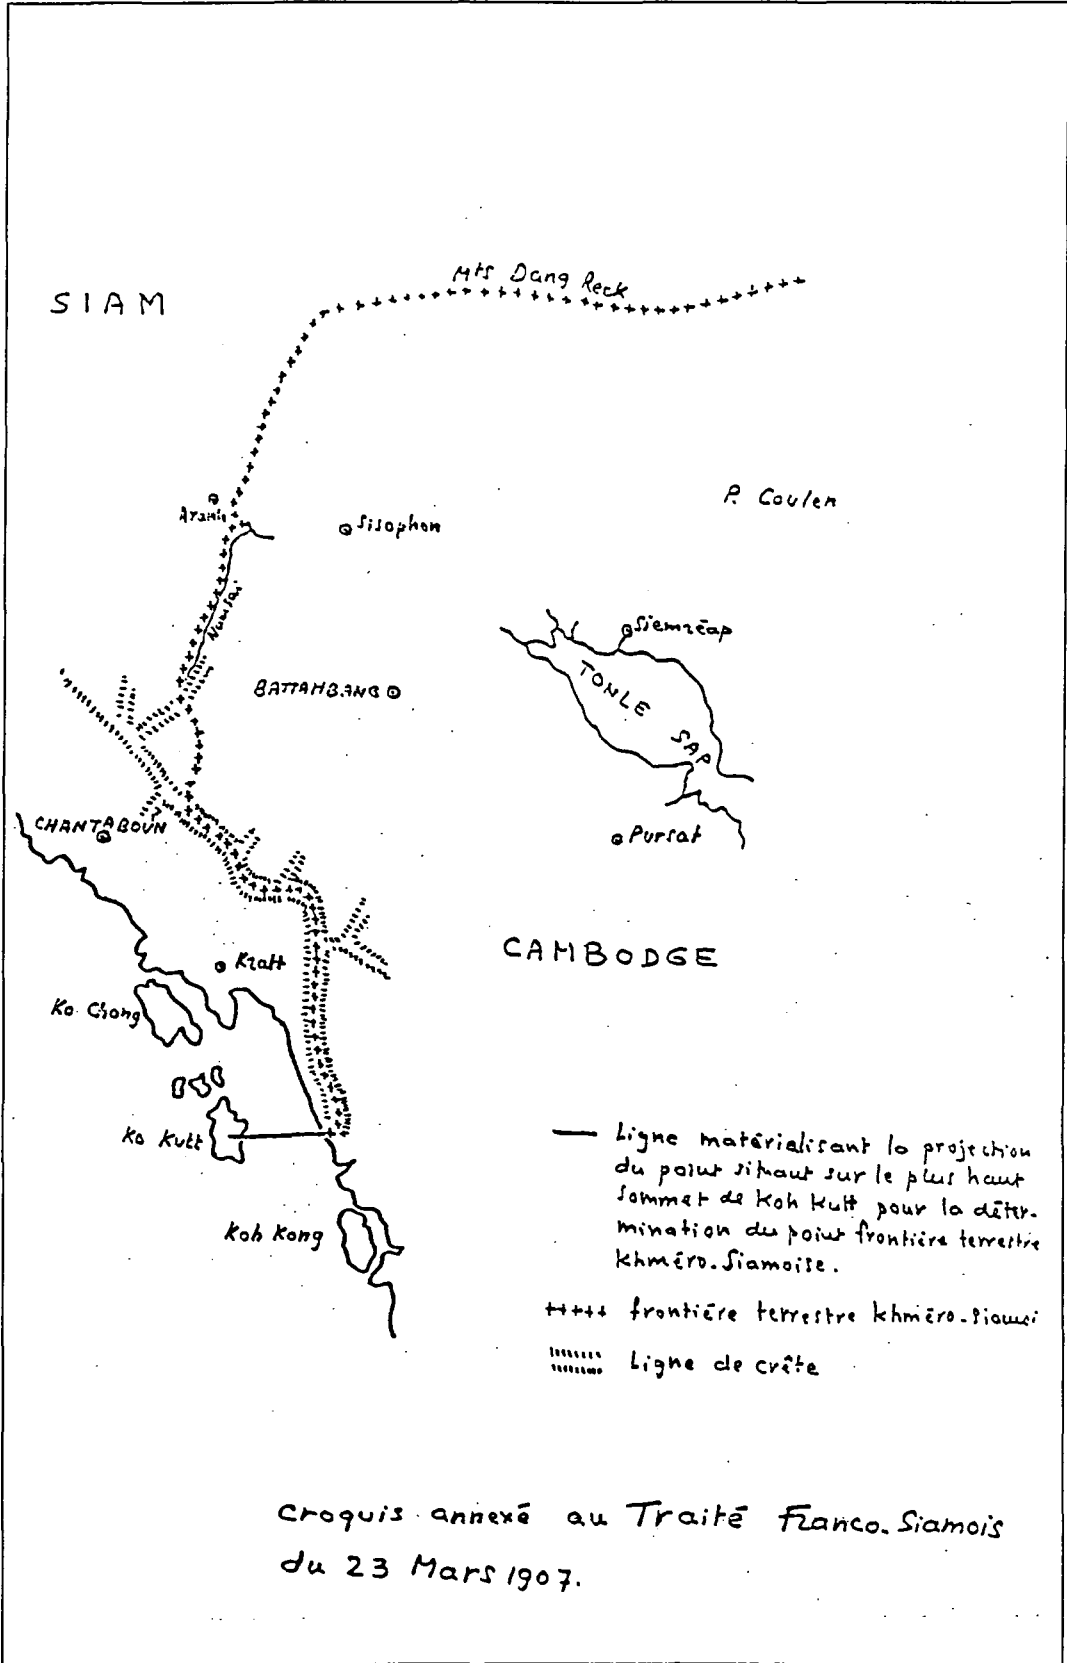 Mts Dang Reck
SIAM
P. Coulen
Aranh
Sisophon
Numsai
Siemréap
BATTAMBANG
TONLE SAP
CHANTABOUN
Pursat
CAMBODGE
Kratt
Ko Chang
Ko Kutt
Koh Kong
Ligne matérialisant la projection
du point situant sur le plus haut
sommet de Koh Kutt pour la déter-
mination du point frontière terrestre
Khméro-Siamoise.
+++++ frontière terrestre Khméro-Siamoi
Ligne de crête
Croquis annexé au Traité Franco-Siamois
du 23 Mars 1907.